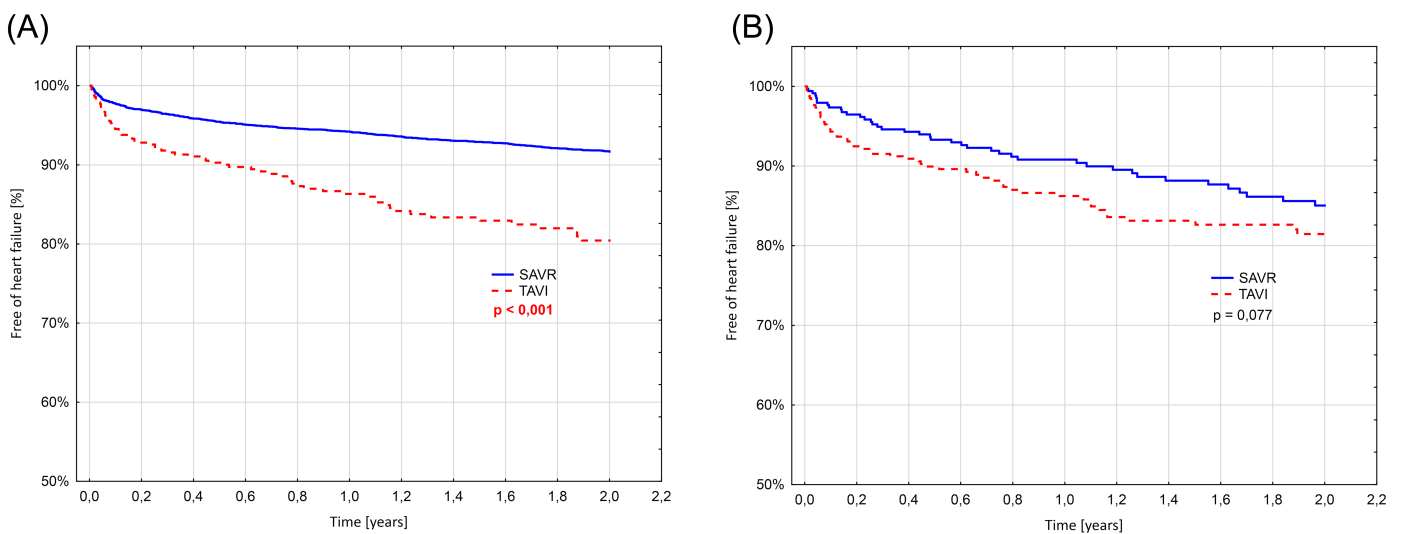 (A)
100%
90%
80%
70%
60%
50%
Free of heart failure [%]
SAVR
TAVI
p < 0,001
0,0 0,2 0,4 0,6 0,8 1,0 1,2 1,4 1,6 1,8 2,0 2,2
Time [years]
(B)
100%
90%
80%
70%
60%
50%
Free of heart failure [%]
SAVR
TAVI
p = 0,077
0,0 0,2 0,4 0,6 0,8 1,0 1,2 1,4 1,6 1,8 2,0 2,2
Time [years]